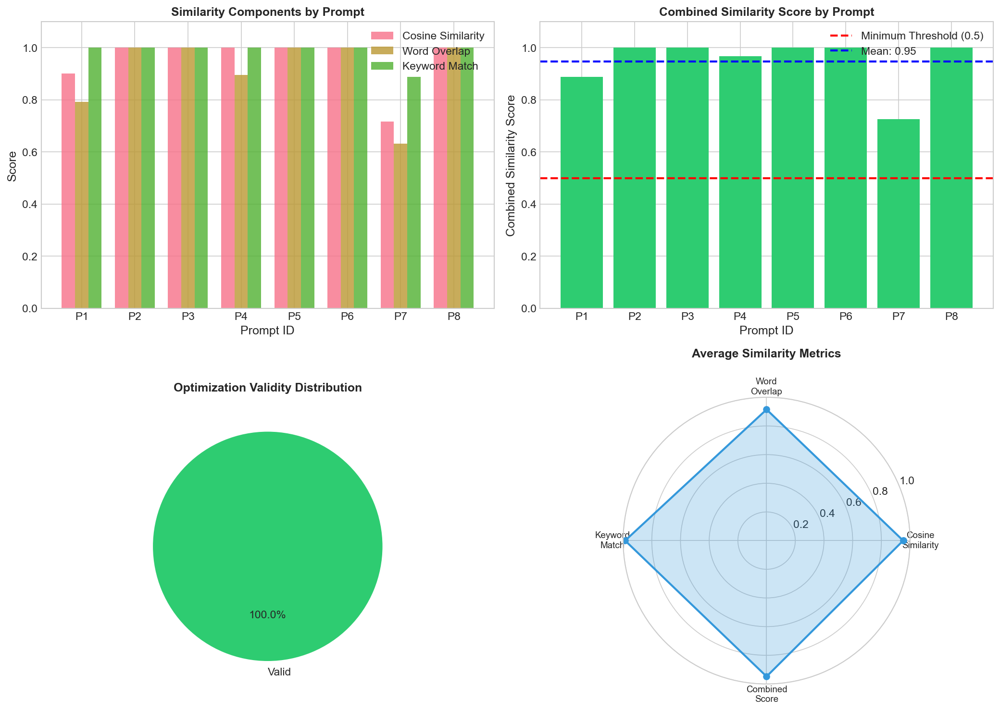 Similarity Components by Prompt
Cosine Similarity
Word Overlap
Keyword Match
1.0
0.8
0.6
0.4
0.2
0.0
Score
P1 P2 P3 P4 P5 P6 P7 P8
Prompt ID
Combined Similarity Score by Prompt
Minimum Threshold (0.5)
Mean: 0.95
1.0
0.8
0.6
0.4
0.2
0.0
Combined Similarity Score
P1 P2 P3 P4 P5 P6 P7 P8
Prompt ID
Optimization Validity Distribution
100.0%
Valid
Average Similarity Metrics
Word
Overlap
1.0
0.8
0.6
0.4
0.2
Keyword
Match
Cosine
Similarity
Combined
Score